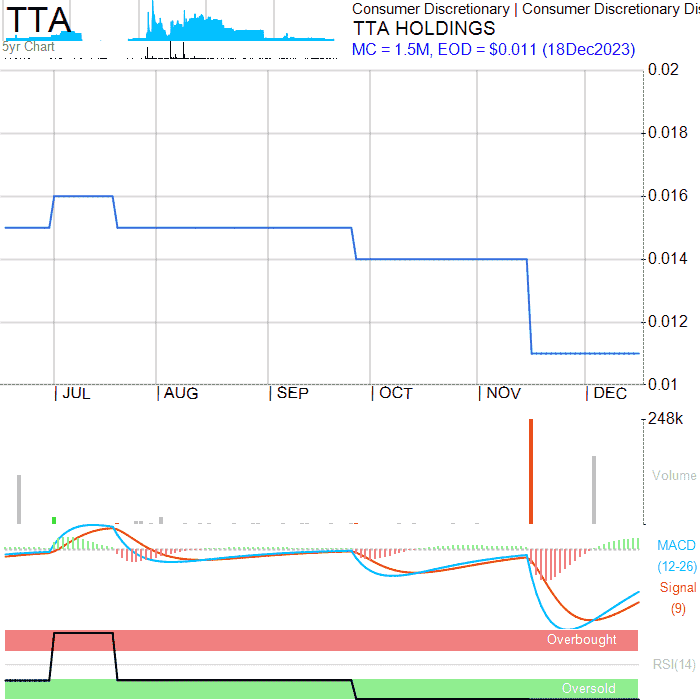 TTA
5yr Chart
Consumer Discretionary | Consumer Discretionary Dis
TTA HOLDINGS
MC = 1.5M, EOD = $0.011 (18Dec2023)
0.02
0.018
0.016
0.014
0.012
0.01
JUL AUG SEP OCT NOV DEC
248k
Volume
MACD
(12-26)
Signal
(9)
Overbought
RSI(14)
Oversold